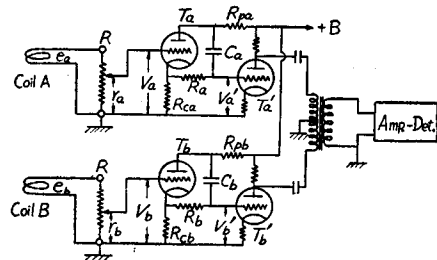 Ta Rpa +B
R
ea Va Ca
Coil A ra Ra Va' Ta'
Rca
Tb Rpb
R
eb Vb Cb
Coil B rb Rb Vb' Tb'
Rcb
Amp-Det.